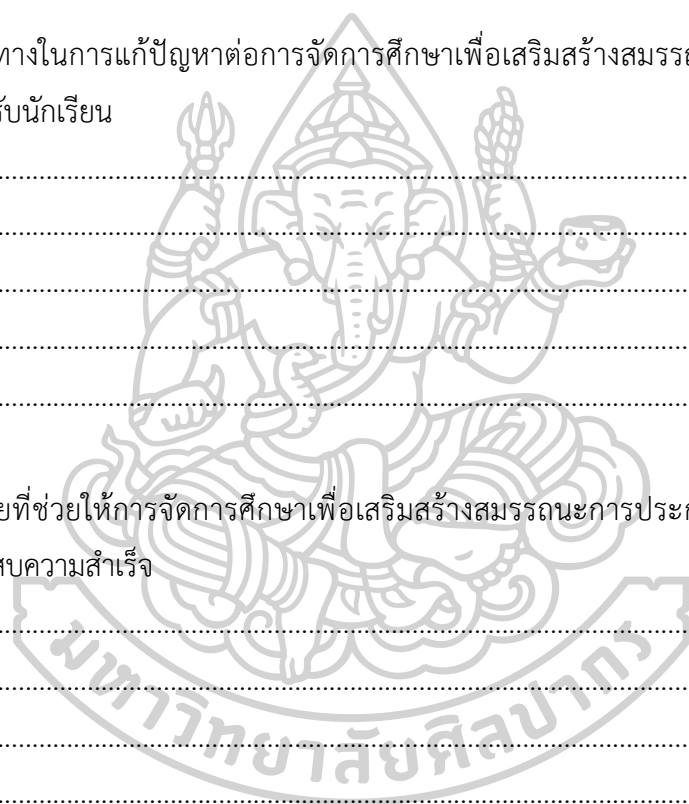 ทางในการแก้ปัญหาต่อการจัดการศึกษาเพื่อเสริมสร้างสมรรถ
รับนักเรียน
................................................................................
................................................................................
................................................................................
................................................................................
................................................................................
ยที่ช่วยให้การจัดการศึกษาเพื่อเสริมสร้างสมรรถนะการประก
สบความสำเร็จ
................................................................................
................................................................................
................................................................................
................................................................................
มหาวิทยาลัยศิลปากร